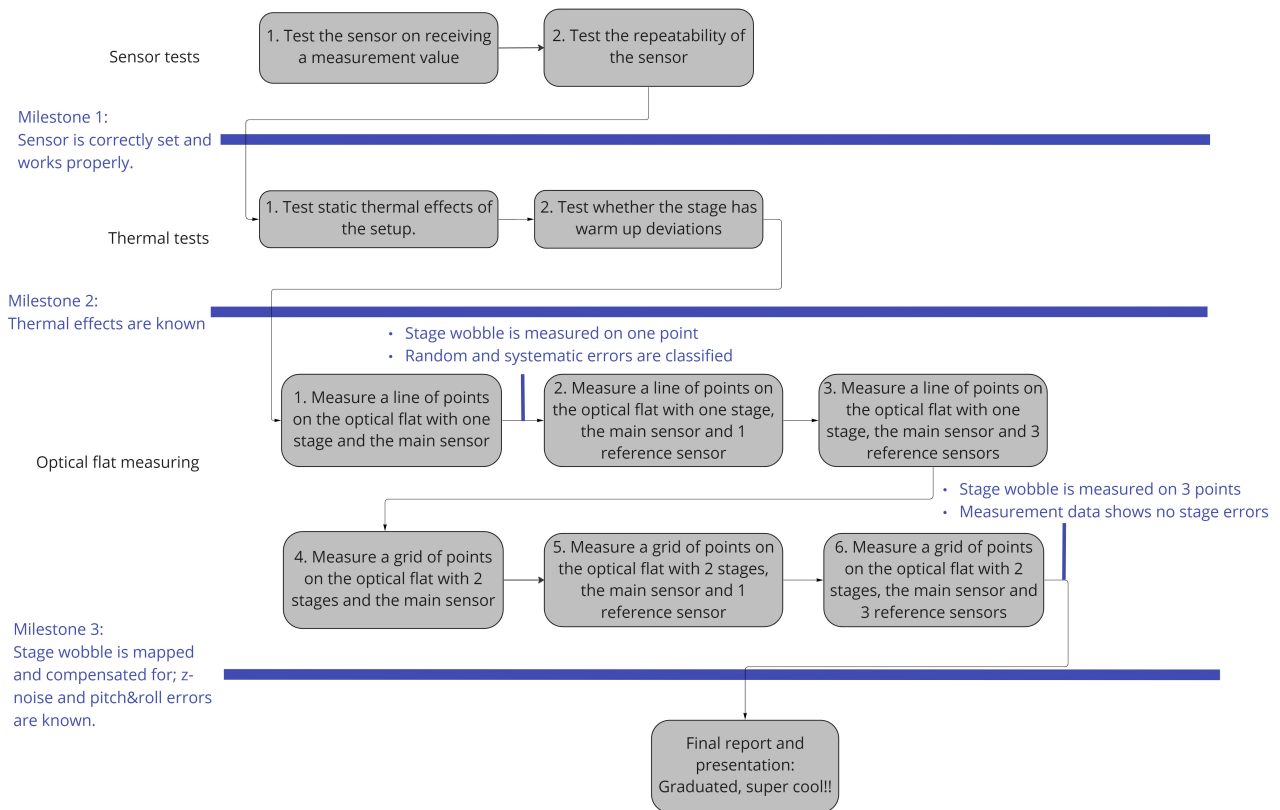 Sensor tests
1. Test the sensor on receiving
a measurement value
2. Test the repeatability of
the sensor
Milestone 1:
Sensor is correctly set and
works properly.
Thermal tests
1. Test static thermal effects of
the setup.
2. Test whether the stage has
warm up deviations
Milestone 2:
Thermal effects are known
• Stage wobble is measured on one point
• Random and systematic errors are classified
Optical flat measuring
1. Measure a line of points
on the optical flat with one
stage and the main sensor
2. Measure a line of points on
the optical flat with one stage,
the main sensor and 1
reference sensor
3. Measure a line of points on
the optical flat with one
stage, the main sensor and 3
reference sensors
• Stage wobble is measured on 3 points
• Measurement data shows no stage errors
4. Measure a grid of points
on the optical flat with 2
stages and the main sensor
5. Measure a grid of points on
the optical flat with 2 stages,
the main sensor and 1
reference sensor
6. Measure a grid of points
on the optical flat with 2
stages, the main sensor and
3 reference sensors
Milestone 3:
Stage wobble is mapped
and compensated for; z-
noise and pitch&roll errors
are known.
Final report and
presentation:
Graduated, super cool!!